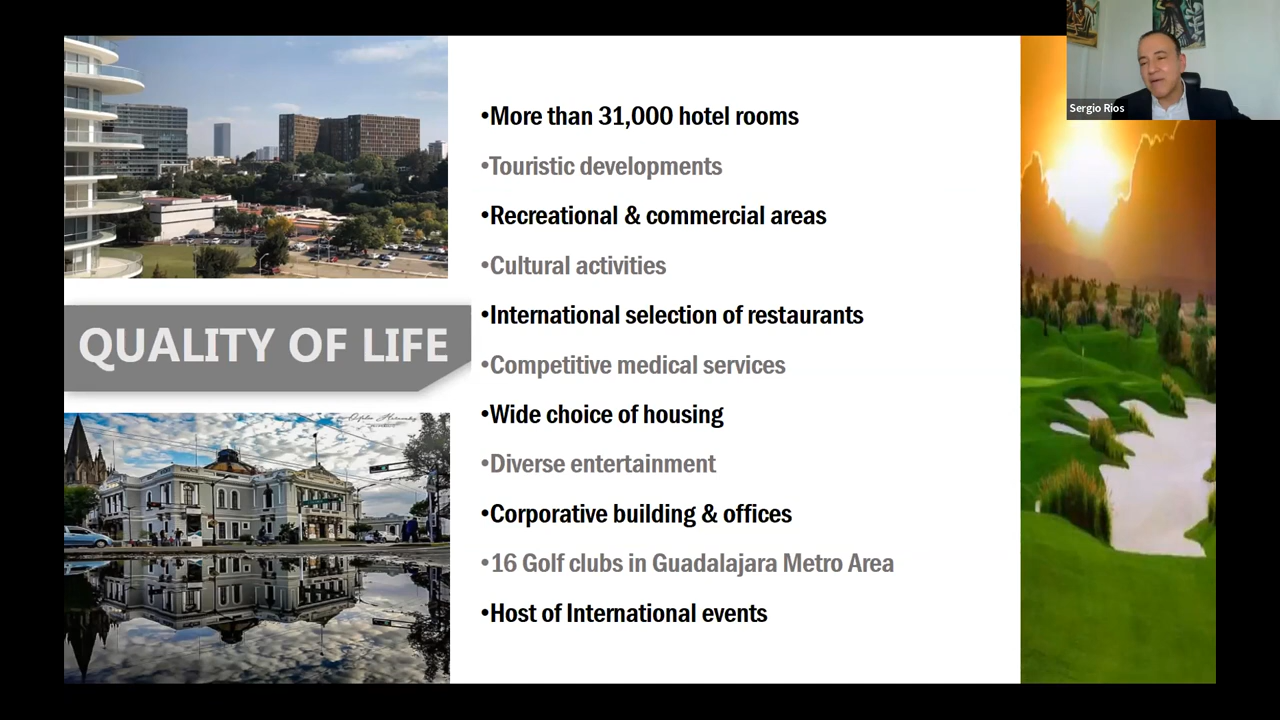 Sergio Rios
•More than 31,000 hotel rooms
•Touristic developments
•Recreational & commercial areas
•Cultural activities
•International selection of restaurants
•Competitive medical services
•Wide choice of housing
•Diverse entertainment
•Corporative building & offices
•16 Golf clubs in Guadalajara Metro Area
•Host of International events
QUALITY OF LIFE